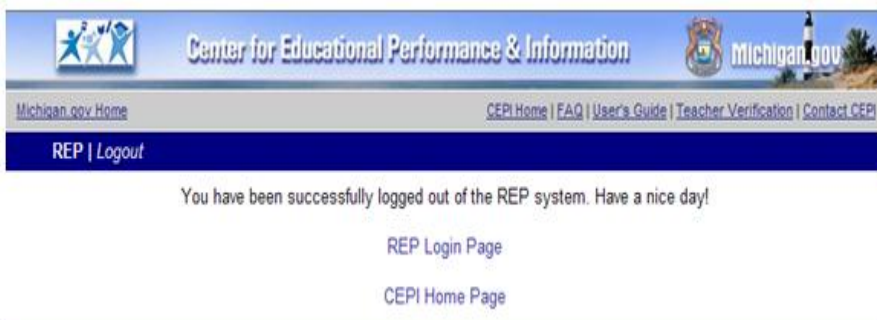 Center for Educational Performance & Information Michigan.gov
Michigan.gov Home CEPI Home | FAQ | User's Guide | Teacher Verification | Contact CEPI
REP | Logout
You have been successfully logged out of the REP system. Have a nice day!
REP Login Page
CEPI Home Page